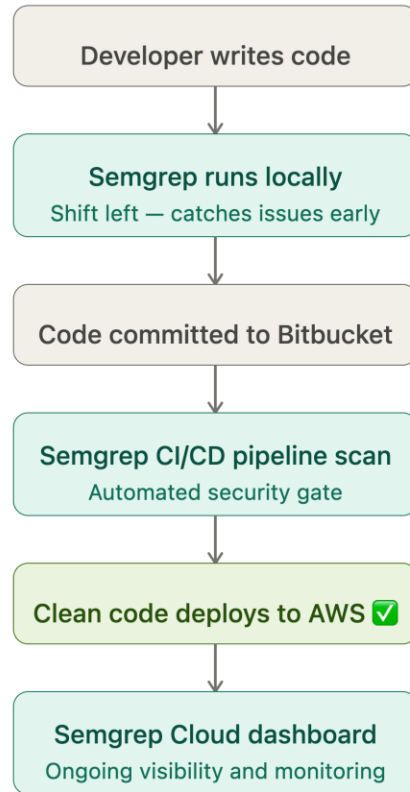 Developer writes code
Semgrep runs locally
Shift left — catches issues early
Code committed to Bitbucket
Semgrep CI/CD pipeline scan
Automated security gate
Clean code deploys to AWS ✅
Semgrep Cloud dashboard
Ongoing visibility and monitoring